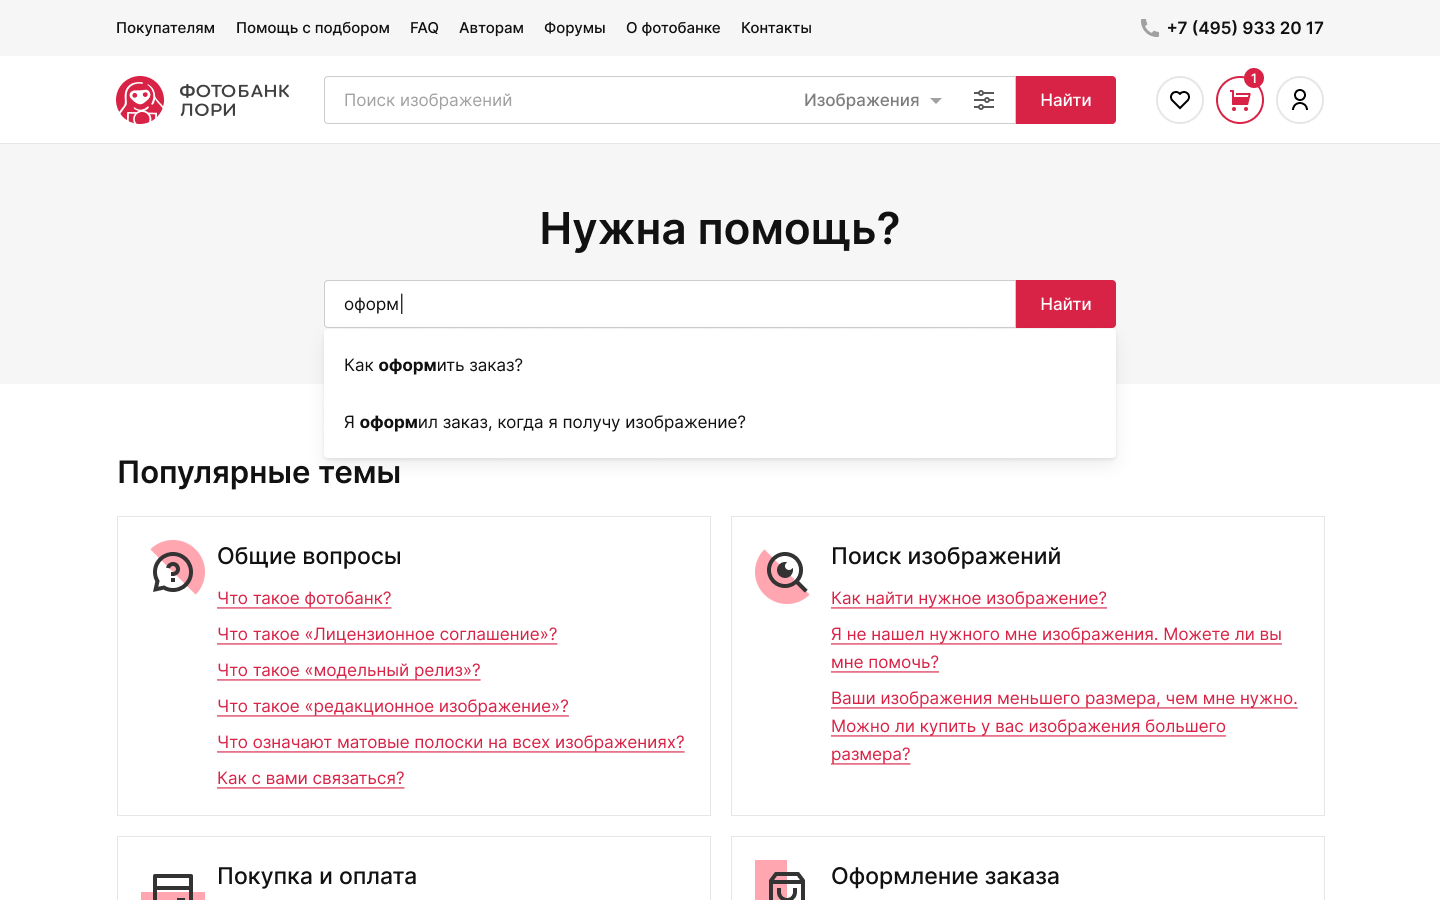 Покупателям Помощь с подбором FAQ Авторам Форумы О фотобанке Контакты +7 (495) 933 20 17
ФОТОБАНК
ЛОРИ
Поиск изображений Изображения Найти
1
Нужна помощь?
оформ Найти
Как оформить заказ?
Я оформил заказ, когда я получу изображение?
Популярные темы
Общие вопросы
Что такое фотобанк?
Что такое «Лицензионное соглашение»?
Что такое «модельный релиз»?
Что такое «редакционное изображение»?
Что означают матовые полоски на всех изображениях?
Как с вами связаться?
Поиск изображений
Как найти нужное изображение?
Я не нашел нужного мне изображения. Можете ли вы
мне помочь?
Ваши изображения меньшего размера, чем мне нужно.
Можно ли купить у вас изображения большего
размера?
Покупка и оплата
Оформление заказа